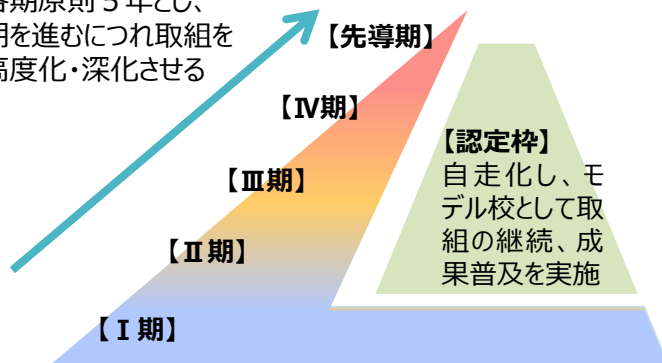 各期原則５年とし、
期を進むにつれ取組を
高度化・深化させる
【先導期】
【Ⅳ期】
【Ⅲ期】
【Ⅱ期】
【Ⅰ期】
【認定枠】
自走化し、モ
デル校として取
組の継続、成
果普及を実施